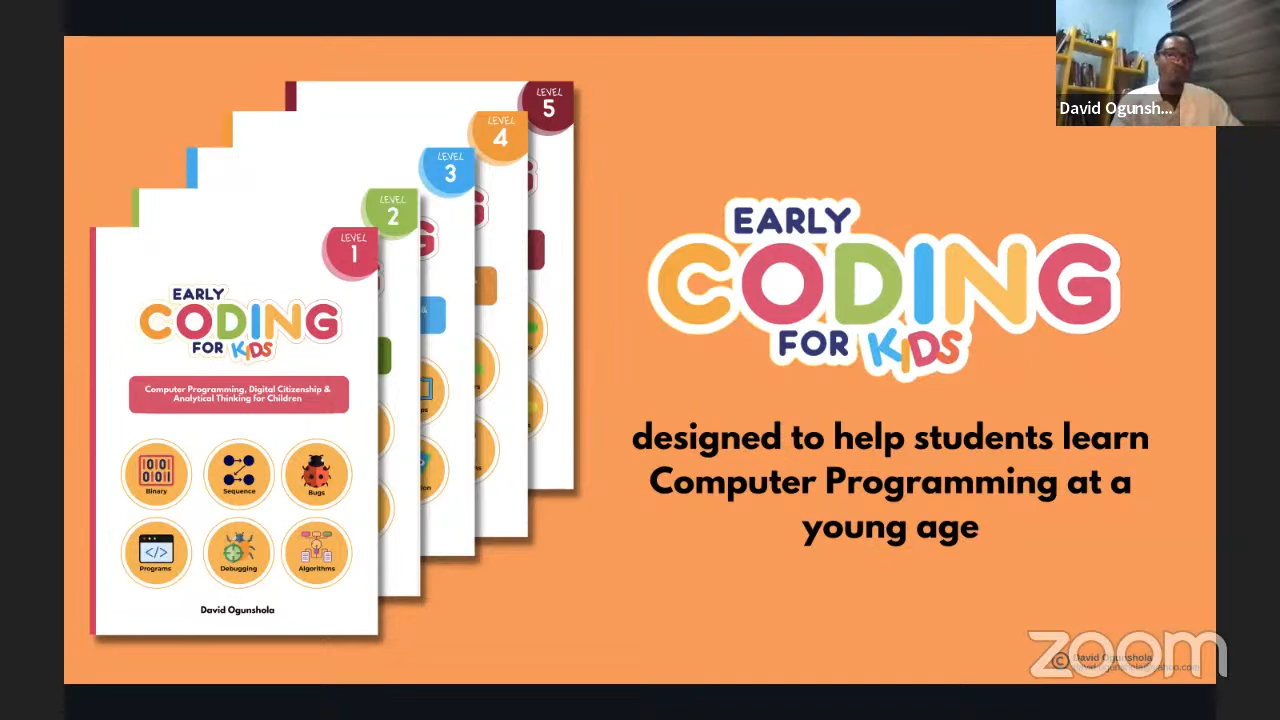 David Ogunsh...
LEVEL
5
LEVEL
4
LEVEL
3
LEVEL
2
LEVEL
1
EARLY
CODING
FOR KIDS
Computer Programming, Digital Citizenship &
Analytical Thinking for Children
Binary
Sequence
Bugs
Programs
Debugging
Algorithms
David Ogunshola
EARLY
CODING
FOR KIDS
designed to help students learn
Computer Programming at a
young age
zoom
© David Ogunshola